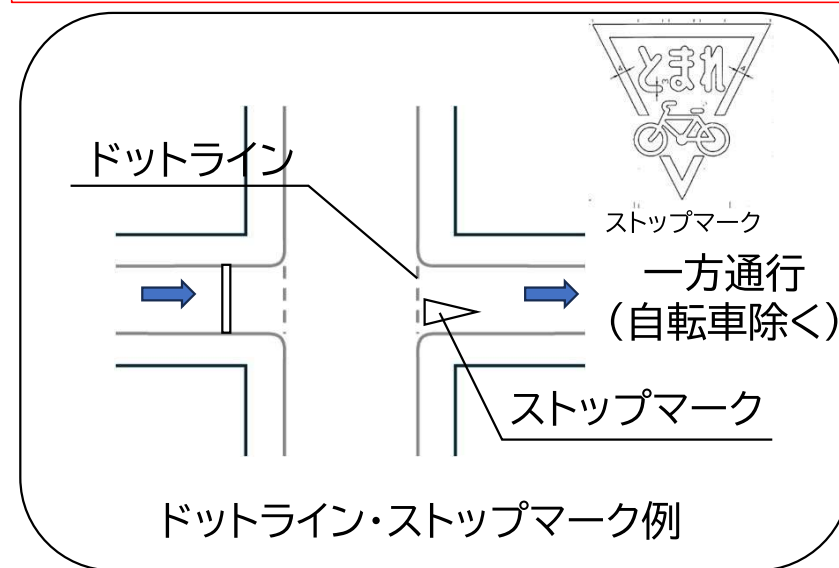 とまれ
ドットライン
ストップマーク
一方通行
（自転車除く）
ストップマーク
ドットライン・ストップマーク例